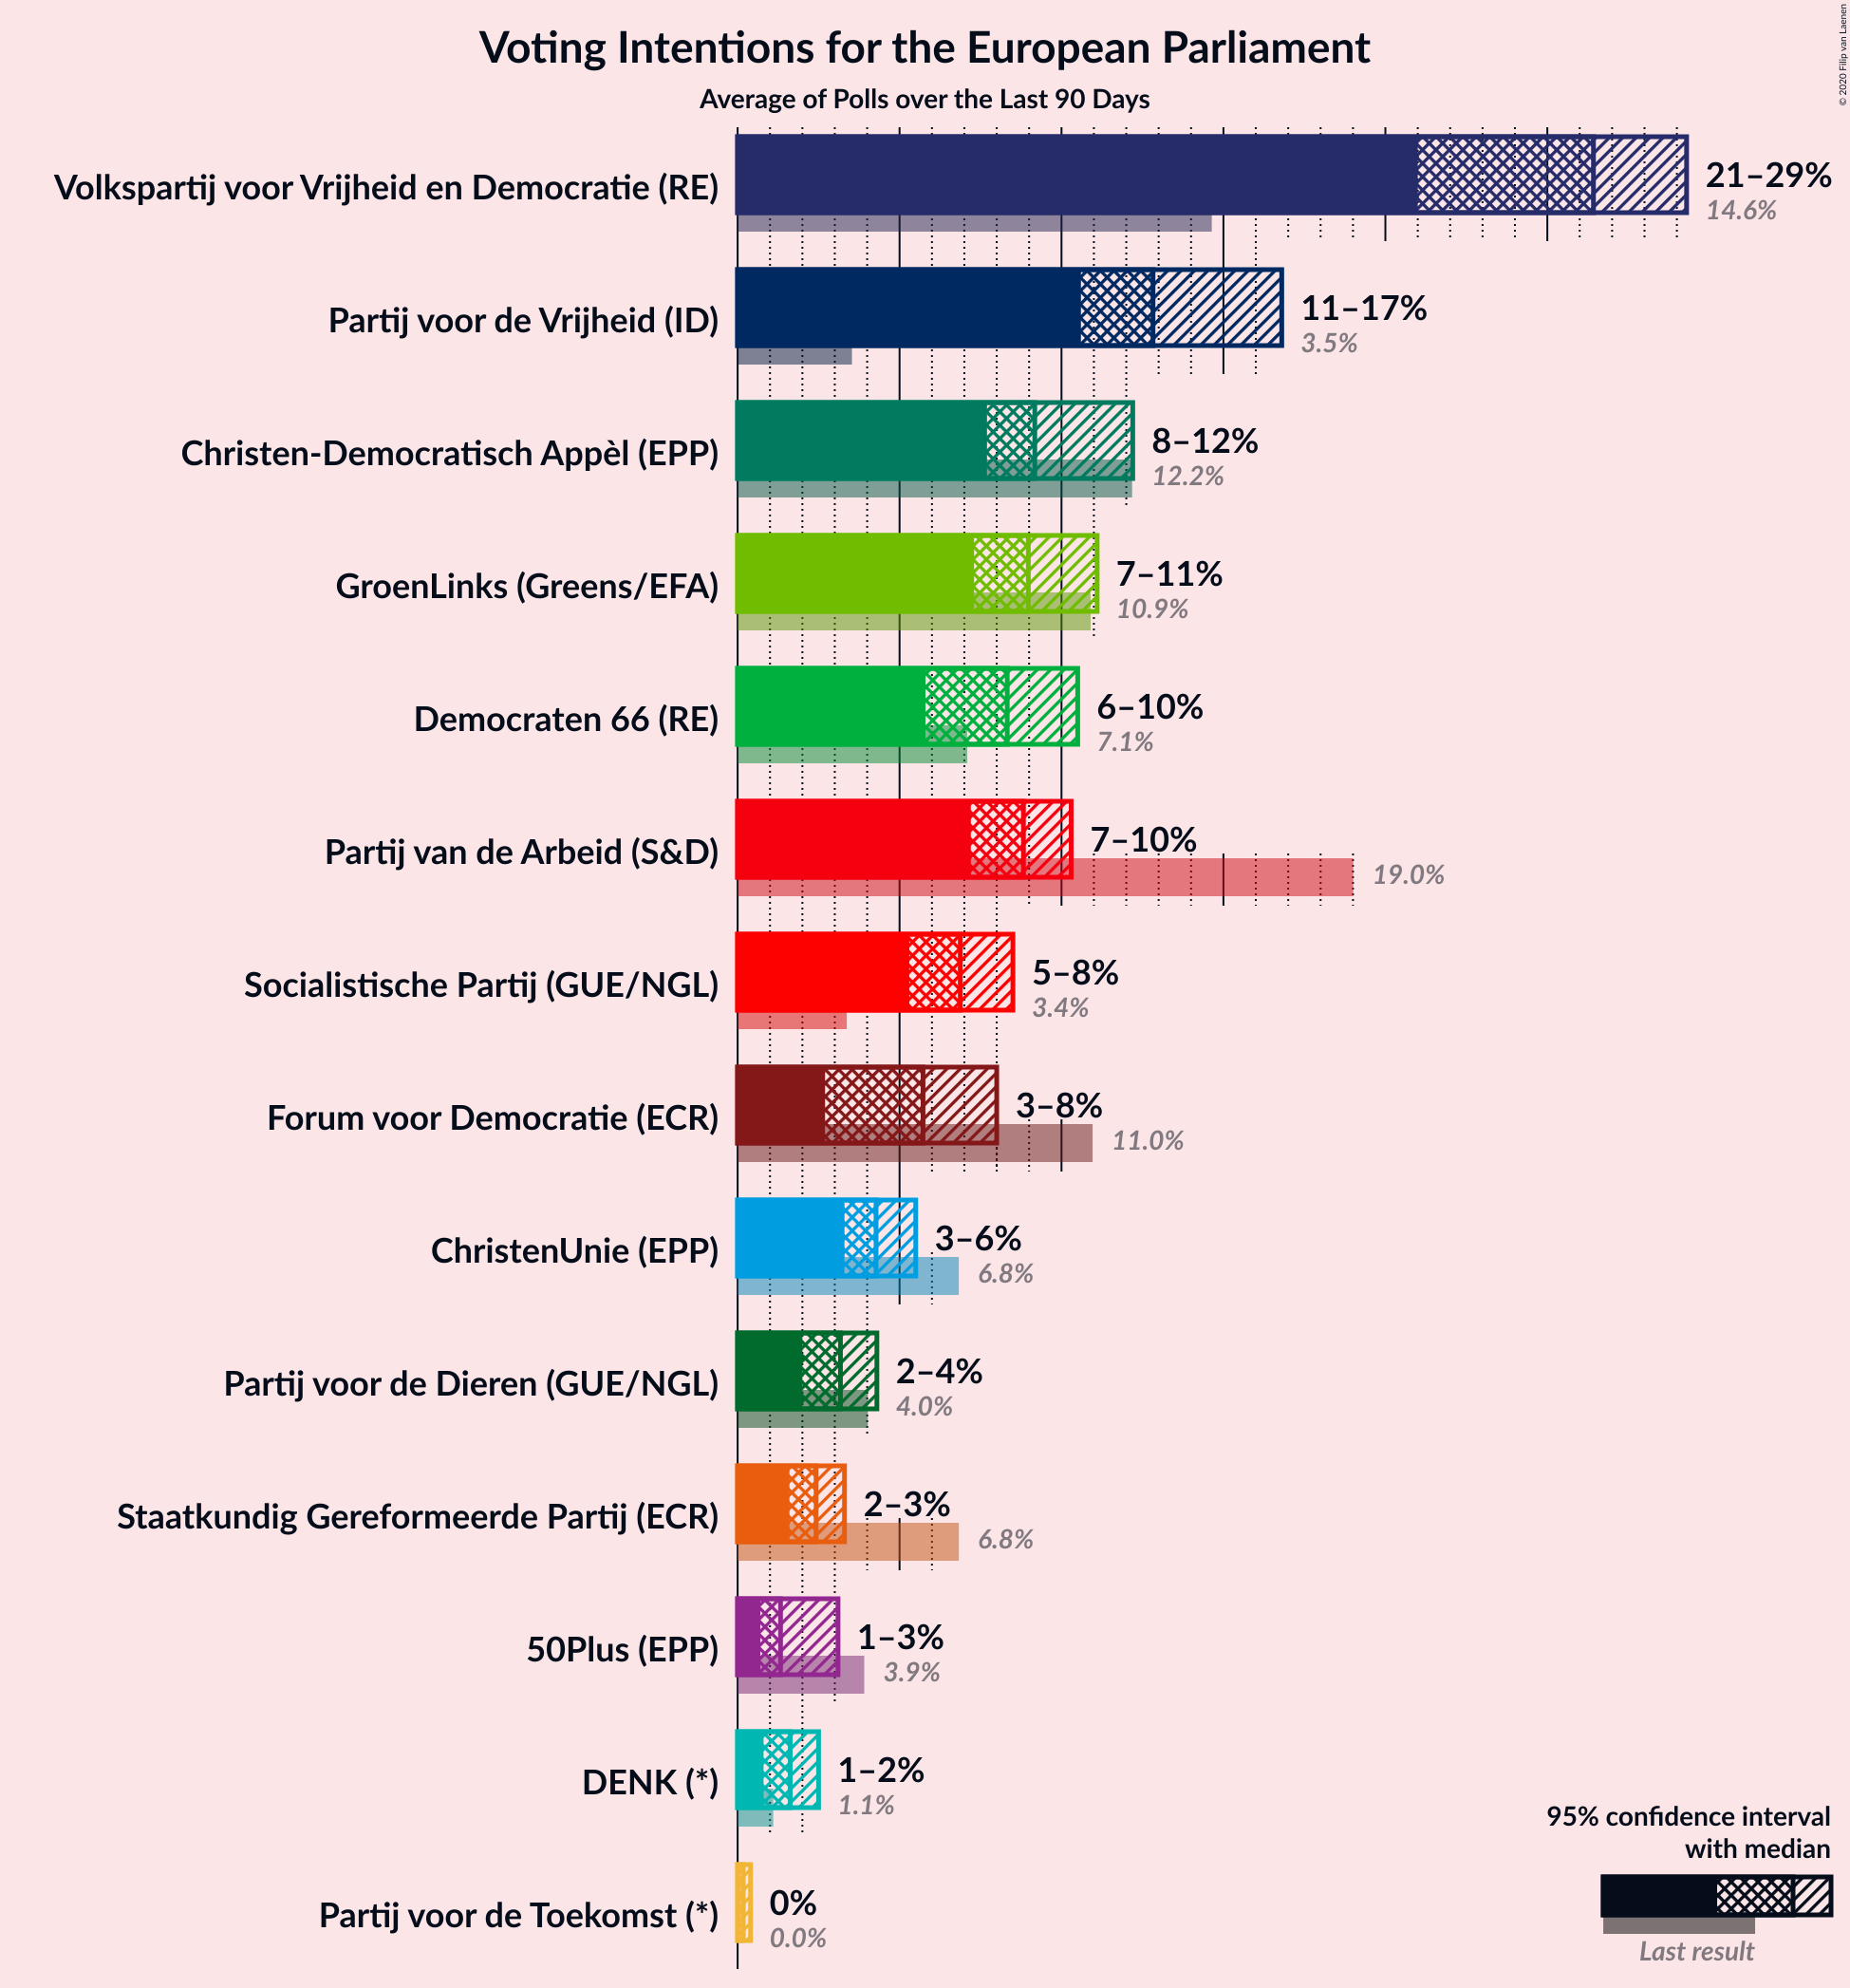 Voting Intentions for the European Parliament
Average of Polls over the Last 90 Days
© 2020 Filip van Laenen
Volkspartij voor Vrijheid en Democratie (RE)
21–29%
14.6%
Partij voor de Vrijheid (ID)
11–17%
3.5%
Christen-Democratisch Appèl (EPP)
8–12%
12.2%
GroenLinks (Greens/EFA)
7–11%
10.9%
Democraten 66 (RE)
6–10%
7.1%
Partij van de Arbeid (S&D)
7–10%
19.0%
Socialistische Partij (GUE/NGL)
5–8%
3.4%
Forum voor Democratie (ECR)
3–8%
11.0%
ChristenUnie (EPP)
3–6%
6.8%
Partij voor de Dieren (GUE/NGL)
2–4%
4.0%
Staatkundig Gereformeerde Partij (ECR)
2–3%
6.8%
50Plus (EPP)
1–3%
3.9%
DENK (*)
1–2%
1.1%
Partij voor de Toekomst (*)
0%
0.0%
95% confidence interval
with median
Last result